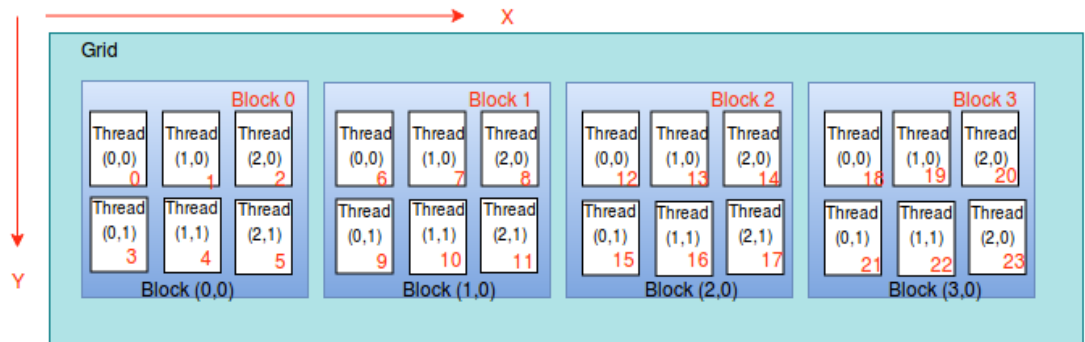 X
Grid
Block 0 Block 1 Block 2 Block 3
Thread Thread Thread Thread Thread Thread Thread Thread Thread Thread Thread Thread
(0,0) (1,0) (2,0) (0,0) (1,0) (2,0) (0,0) (1,0) (2,0) (0,0) (1,0) (2,0)
0 1 2 6 7 8 12 13 14 18 19 20
Thread Thread Thread Thread Thread Thread Thread Thread Thread Thread Thread Thread
(0,1) (1,1) (2,1) (0,1) (1,1) (2,1) (0,1) (1,1) (2,1) (0,1) (1,1) (2,0)
3 4 5 9 10 11 15 16 17 21 22 23
Y
Block (0,0) Block (1,0) Block (2,0) Block (3,0)